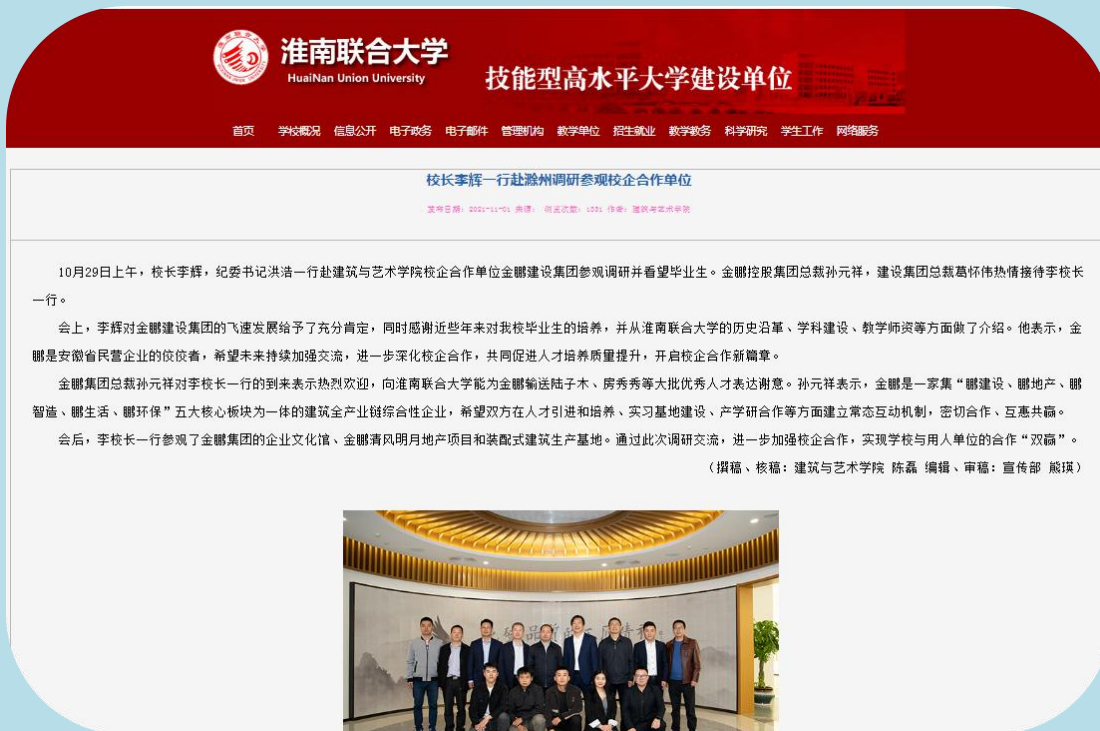 淮南联合大学
HuaiNan Union University
技能型高水平大学建设单位
首页 学校概况 信息公开 电子政务 电子邮件 管理机构 教学单位 招生就业 教学教务 科学研究 学生工作 网络服务
校长李辉一行赴滁州调研参观校企合作单位
发布日期：2021-11-01 来源： 浏览次数：1331 作者：建筑与艺术学院
10月29日上午，校长李辉，纪委书记洪浩一行赴建筑与艺术学院校企合作单位金鹏建设集团参观调研并看望毕业生。金鹏控股集团总裁孙元祥，建设集团总裁葛怀伟热情接待李校长
一行。
会上，李辉对金鹏建设集团的飞速发展给予了充分肯定，同时感谢近些年来对我校毕业生的培养，并从淮南联合大学的历史沿革、学科建设、教学师资等方面做了介绍。他表示，金
鹏是安徽省民营企业的佼佼者，希望未来持续加强交流，进一步深化校企合作，共同促进人才培养质量提升，开启校企合作新篇章。
金鹏集团总裁孙元祥对李校长一行的到来表示热烈欢迎，向淮南联合大学能为金鹏输送陆子木、房秀秀等大批优秀人才表达谢意。孙元祥表示，金鹏是一家集“鹏建设、鹏地产、鹏
智造、鹏生活、鹏环保”五大核心板块为一体的建筑全产业链综合性企业，希望双方在人才引进和培养、实习基地建设、产学研合作等方面建立常态互动机制，密切合作、互惠共赢。
会后，李校长一行参观了金鹏集团的企业文化馆、金鹏清风明月地产项目和装配式建筑生产基地。通过此次调研交流，进一步加强校企合作，实现学校与用人单位的合作“双赢”。
（撰稿、核稿：建筑与艺术学院 陈磊 编辑、审稿：宣传部 熊瑛）